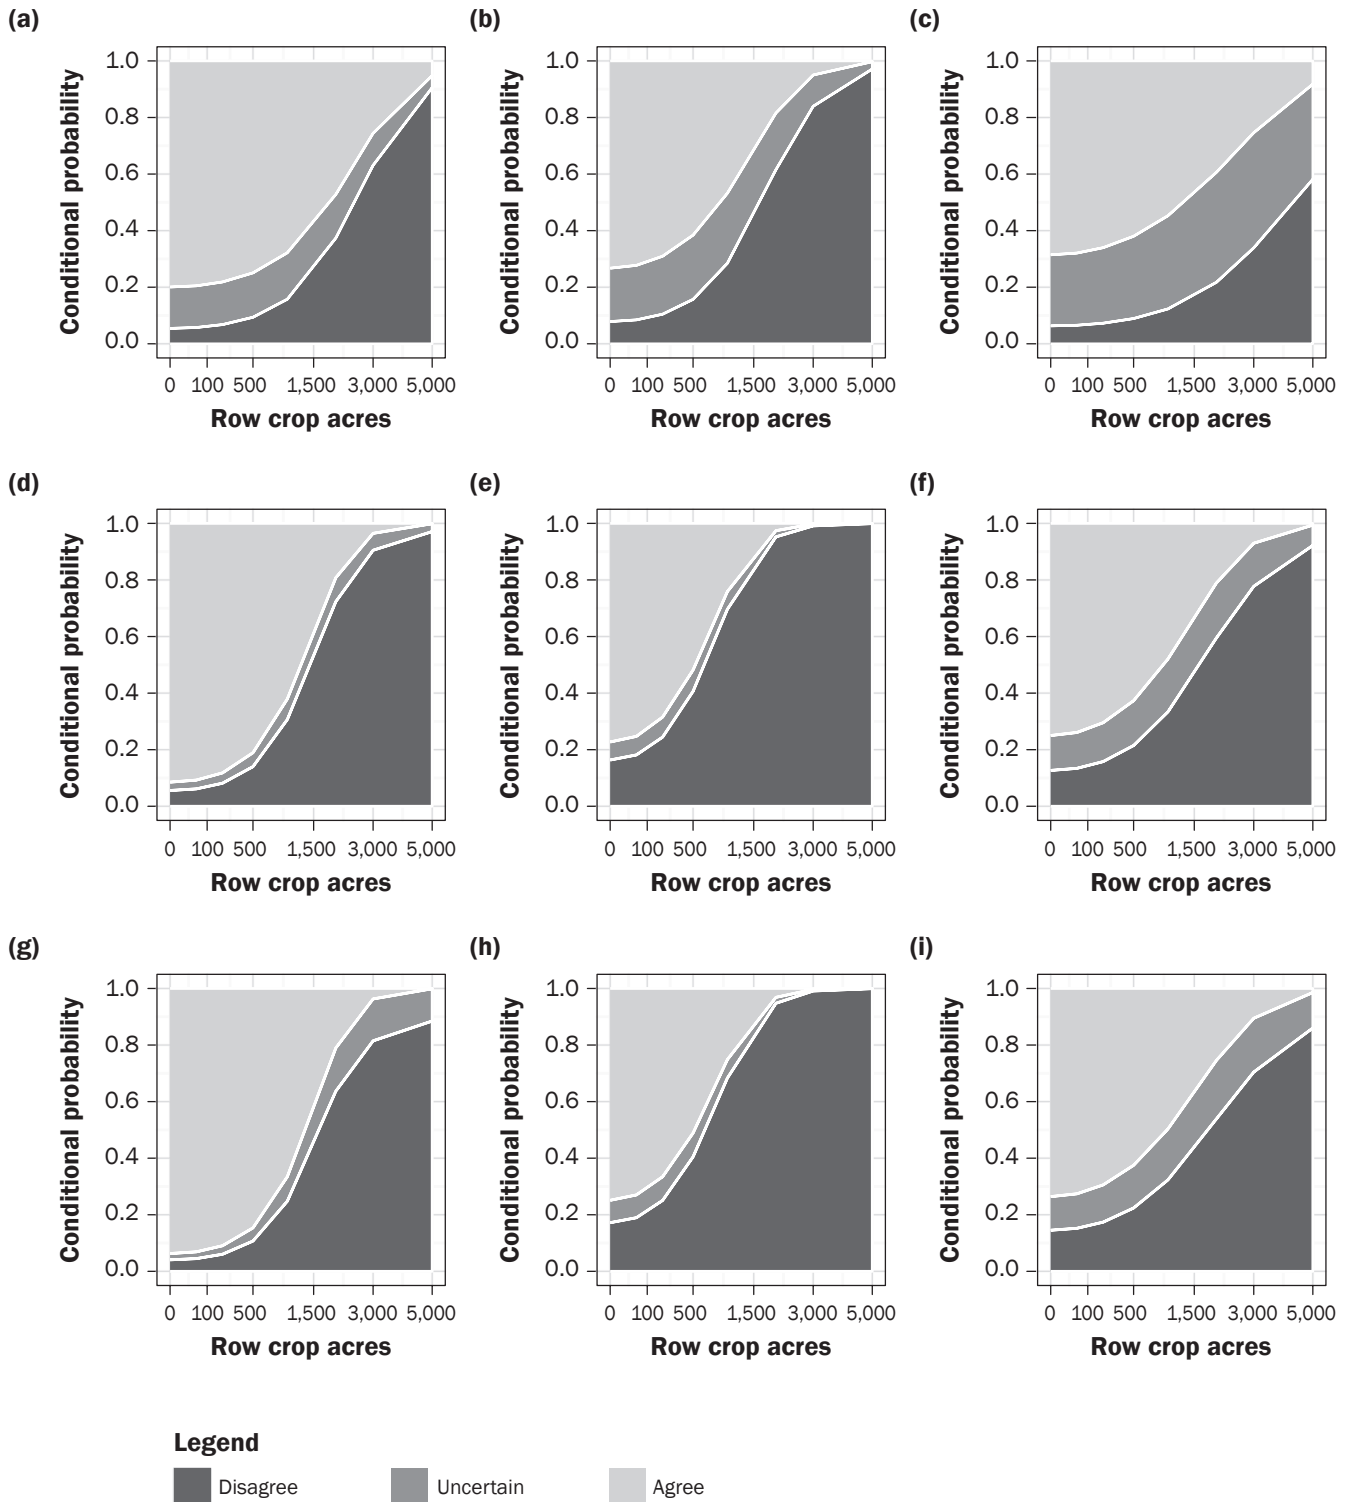 (a) (b) (c)
1.0 1.0 1.0
0.8 0.8 0.8
0.6 0.6 0.6
0.4 0.4 0.4
0.2 0.2 0.2
0.0 0.0 0.0
Conditional probability Conditional probability Conditional probability
0 100 500 1,500 3,000 5,000 0 100 500 1,500 3,000 5,000 0 100 500 1,500 3,000 5,000
Row crop acres Row crop acres Row crop acres
(d) (e) (f)
1.0 1.0 1.0
0.8 0.8 0.8
0.6 0.6 0.6
0.4 0.4 0.4
0.2 0.2 0.2
0.0 0.0 0.0
Conditional probability Conditional probability Conditional probability
0 100 500 1,500 3,000 5,000 0 100 500 1,500 3,000 5,000 0 100 500 1,500 3,000 5,000
Row crop acres Row crop acres Row crop acres
(g) (h) (i)
1.0 1.0 1.0
0.8 0.8 0.8
0.6 0.6 0.6
0.4 0.4 0.4
0.2 0.2 0.2
0.0 0.0 0.0
Conditional probability Conditional probability Conditional probability
0 100 500 1,500 3,000 5,000 0 100 500 1,500 3,000 5,000 0 100 500 1,500 3,000 5,000
Row crop acres Row crop acres Row crop acres
Legend
Disagree Uncertain Agree